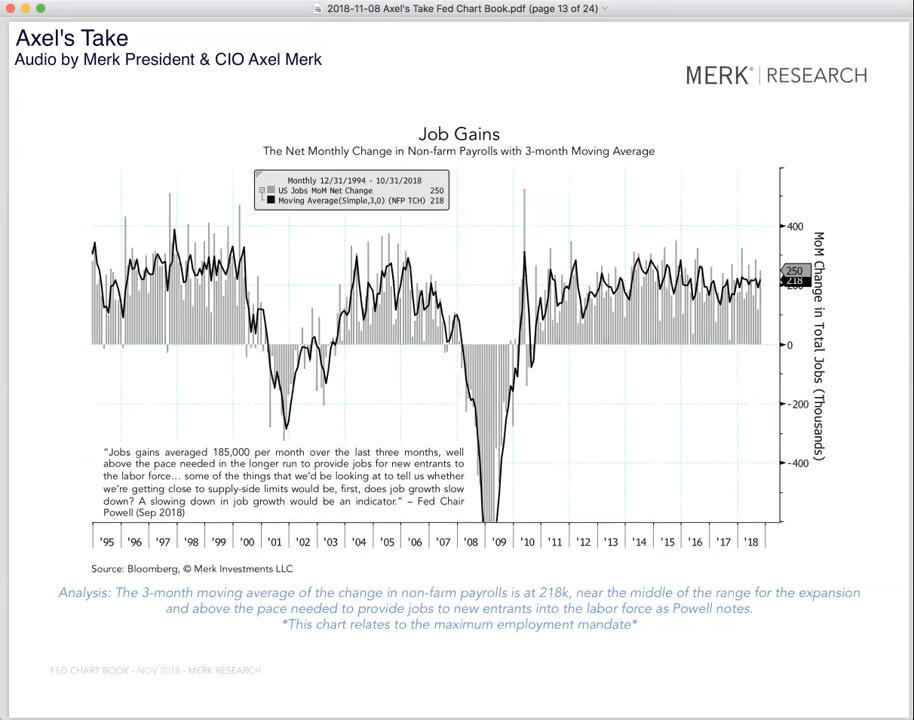 2018-11-08 Axel's Take Fed Chart Book.pdf (page 13 of 24)
Axel's Take
Audio by Merk President & CIO Axel Merk
MERK® | RESEARCH
Job Gains
The Net Monthly Change in Non-farm Payrolls with 3-month Moving Average
Monthly 12/31/1994 - 10/31/2018
US Jobs MoM Net Change 250
Moving Average(Simple,3,0) (NFP TCH) 218
400
250
218
200
0
-200
-400
MoM Change in Total Jobs (Thousands)
"Jobs gains averaged 185,000 per month over the last three months, well
above the pace needed in the longer run to provide jobs for new entrants to
the labor force… some of the things that we'd be looking at to tell us whether
we're getting close to supply-side limits would be, first, does job growth slow
down? A slowing down in job growth would be an indicator." – Fed Chair
Powell (Sep 2018)
'95 '96 '97 '98 '99 '00 '01 '02 '03 '04 '05 '06 '07 '08 '09 '10 '11 '12 '13 '14 '15 '16 '17 '18
Source: Bloomberg, © Merk Investments LLC
Analysis: The 3-month moving average of the change in non-farm payrolls is at 218k, near the middle of the range for the expansion
and above the pace needed to provide jobs to new entrants into the labor force as Powell notes.
*This chart relates to the maximum employment mandate*
FED CHART BOOK - NOV 2018 - MERK RESEARCH